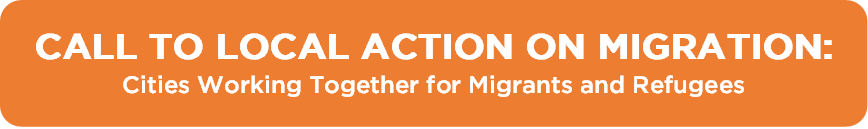 CALL TO LOCAL ACTION ON MIGRATION:
Cities Working Together for Migrants and Refugees